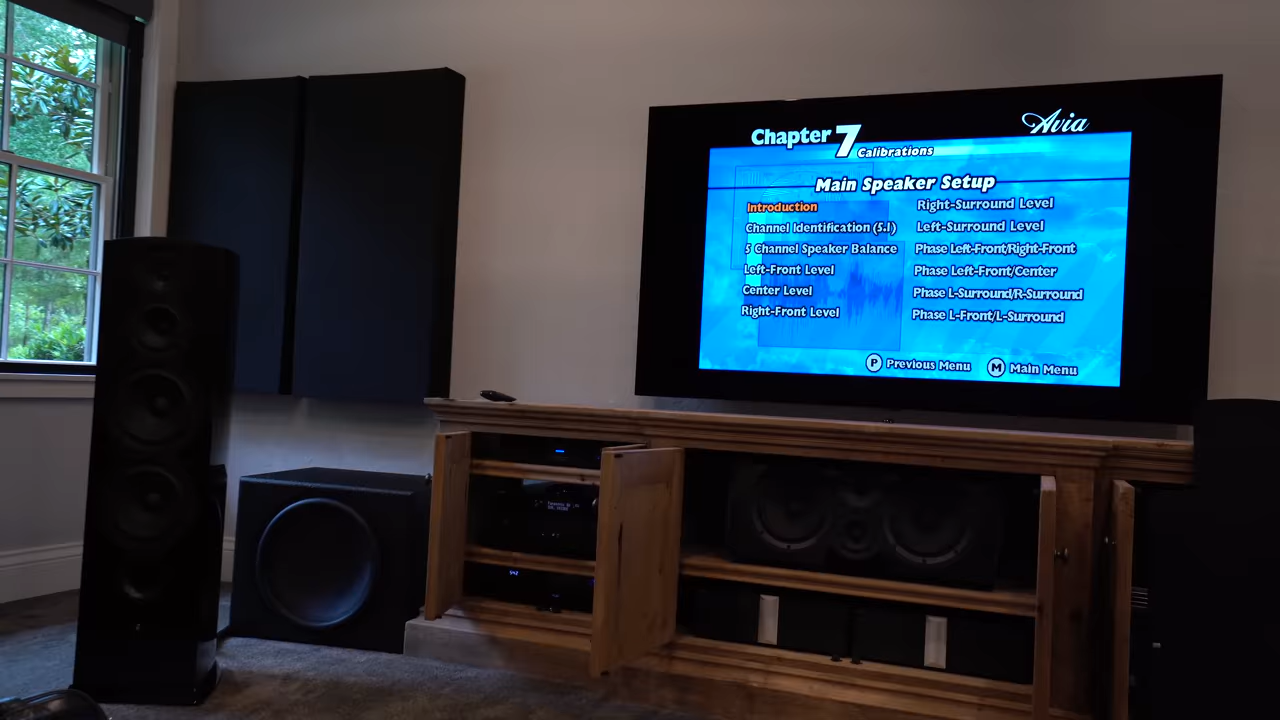 Avia
Chapter 7
Calibrations
Main Speaker Setup
Introduction
Channel Identification (5.1)
5 Channel Speaker Balance
Left-Front Level
Center Level
Right-Front Level
Right-Surround Level
Left-Surround Level
Phase Left-Front/Right-Front
Phase Left-Front/Center
Phase L-Surround/R-Surround
Phase L-Front/L-Surround
P Previous Menu
M Main Menu